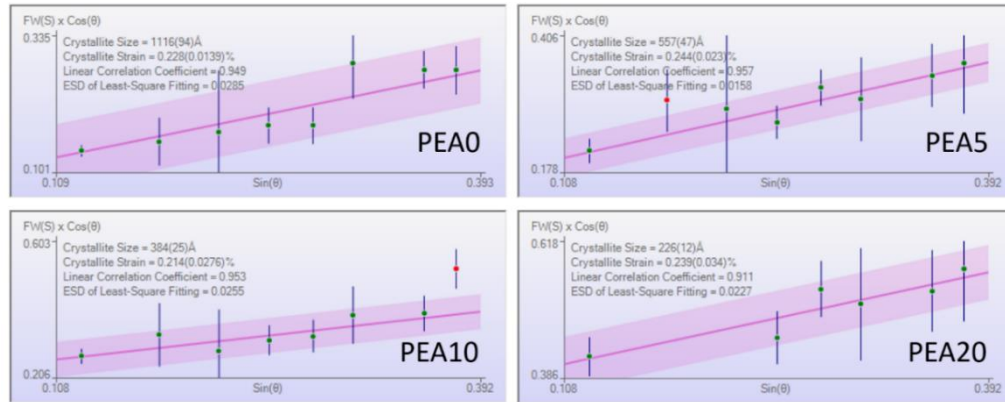 FW(S) x Cos(θ)
0.335
Crystallite Size = 1116(94)Å
Crystallite Strain = 0.228(0.0139)%
Linear Correlation Coefficient = 0.949
ESD of Least-Square Fitting = 0.0285
PEA0
0.101
0.109
Sin(θ)
0.393
FW(S) x Cos(θ)
0.406
Crystallite Size = 557(47)Å
Crystallite Strain = 0.244(0.023)%
Linear Correlation Coefficient = 0.957
ESD of Least-Square Fitting = 0.0158
PEA5
0.178
0.108
Sin(θ)
0.392
FW(S) x Cos(θ)
0.603
Crystallite Size = 384(25)Å
Crystallite Strain = 0.214(0.0276)%
Linear Correlation Coefficient = 0.953
ESD of Least-Square Fitting = 0.0255
PEA10
0.206
0.108
Sin(θ)
0.392
FW(S) x Cos(θ)
0.618
Crystallite Size = 226(12)Å
Crystallite Strain = 0.239(0.034)%
Linear Correlation Coefficient = 0.911
ESD of Least-Square Fitting = 0.0227
PEA20
0.386
0.108
Sin(θ)
0.392